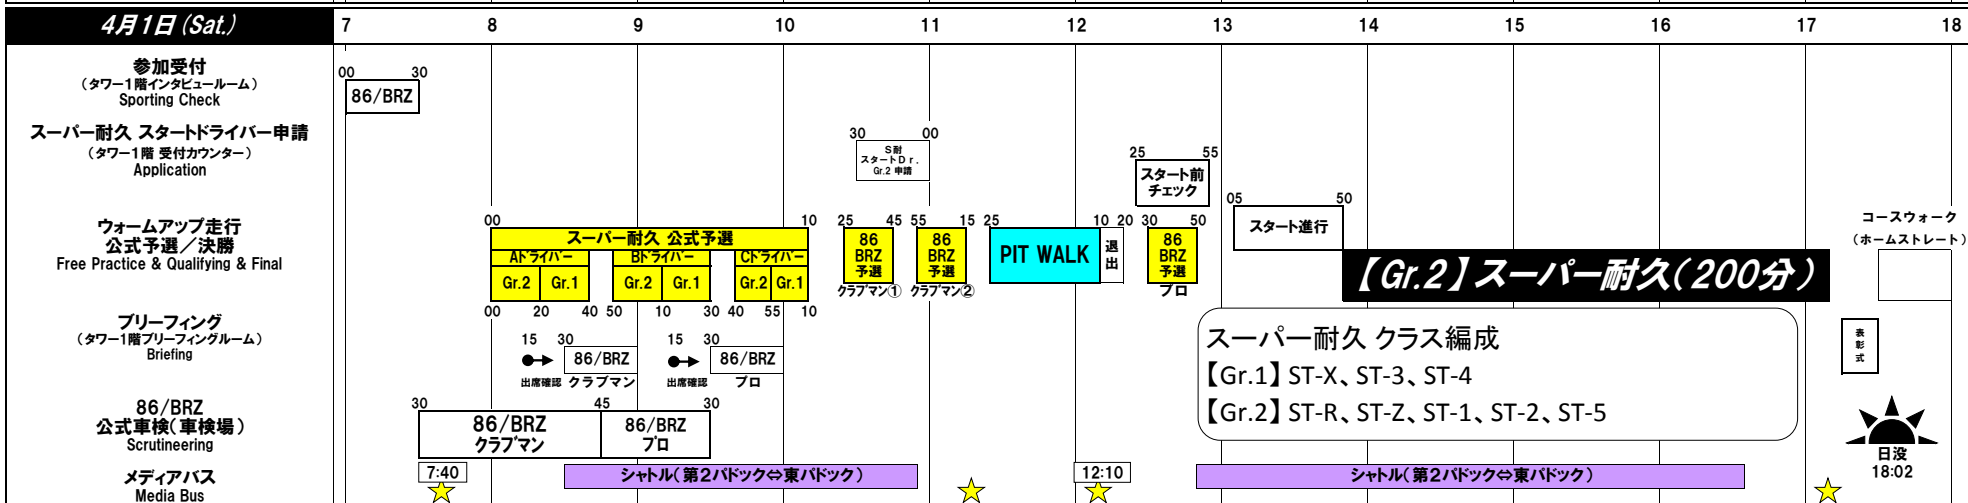 4月1日 (Sat.)
7 8 9 10 11 12 13 14 15 16 17 18
参加受付
（タワー1階インタビュールーム）
Sporting Check
00 30
86/BRZ
スーパー耐久 スタートドライバー申請
（タワー1階 受付カウンター）
Application
30 00
S耐
スタートＤｒ．
Gr.2 申請
25 55
スタート前
チェック
05 50
スタート進行
ウォームアップ走行
公式予選／決勝
Free Practice & Qualifying & Final
00 10
スーパー耐久 公式予選
Aドライバー Bドライバー Cドライバー
Gr.2 Gr.1 Gr.2 Gr.1 Gr.2 Gr.1
00 20 40 50 10 30 40 55 10
25 45
86
BRZ
予選
クラブマン①
55 15
86
BRZ
予選
クラブマン②
25 10 20
PIT WALK
退
出
30 50
86
BRZ
予選
プロ
【Gr.2】スーパー耐久（200分）
コースウォーク
（ホームストレート）
ブリーフィング
（タワー1階ブリーフィングルーム）
Briefing
15 30
86/BRZ
出席確認 クラブマン
15 30
86/BRZ
出席確認 プロ
スーパー耐久 クラス編成
【Gr.1】 ST-X、ST-3、ST-4
【Gr.2】 ST-R、ST-Z、ST-1、ST-2、ST-5
表
彰
式
86/BRZ
公式車検（車検場）
Scrutineering
30 45 30
86/BRZ
クラブマン
86/BRZ
プロ
日没
18:02
メディアバス
Media Bus
7:40
シャトル（第２パドック⇔東パドック）
12:10
シャトル（第２パドック⇔東パドック）